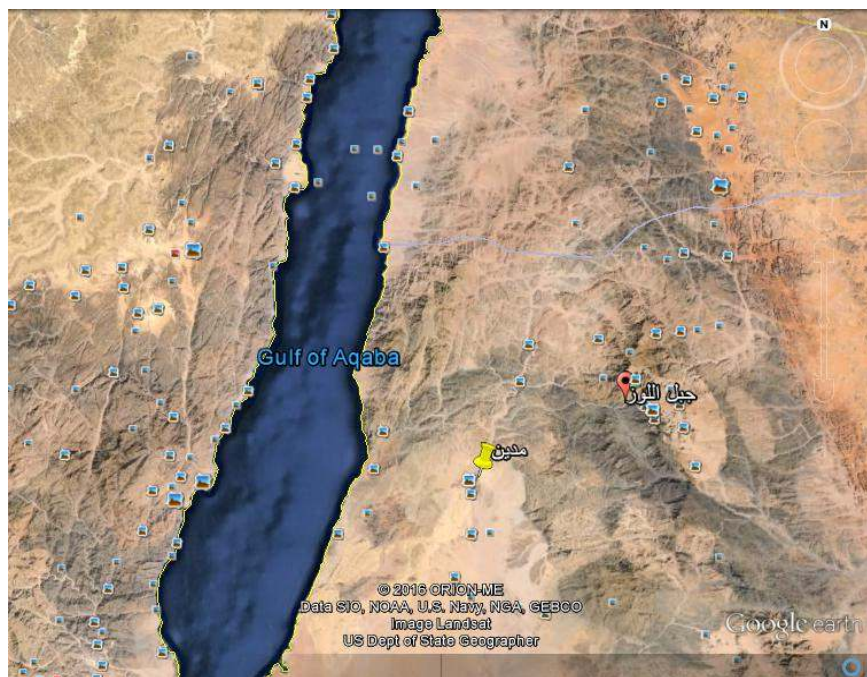 N
Gulf of Aqaba
جبل اللوز
مدين
© 2016 ORION-ME
Data SIO, NOAA, U.S. Navy, NGA, GEBCO
Image Landsat
US Dept of State Geographer
Google earth